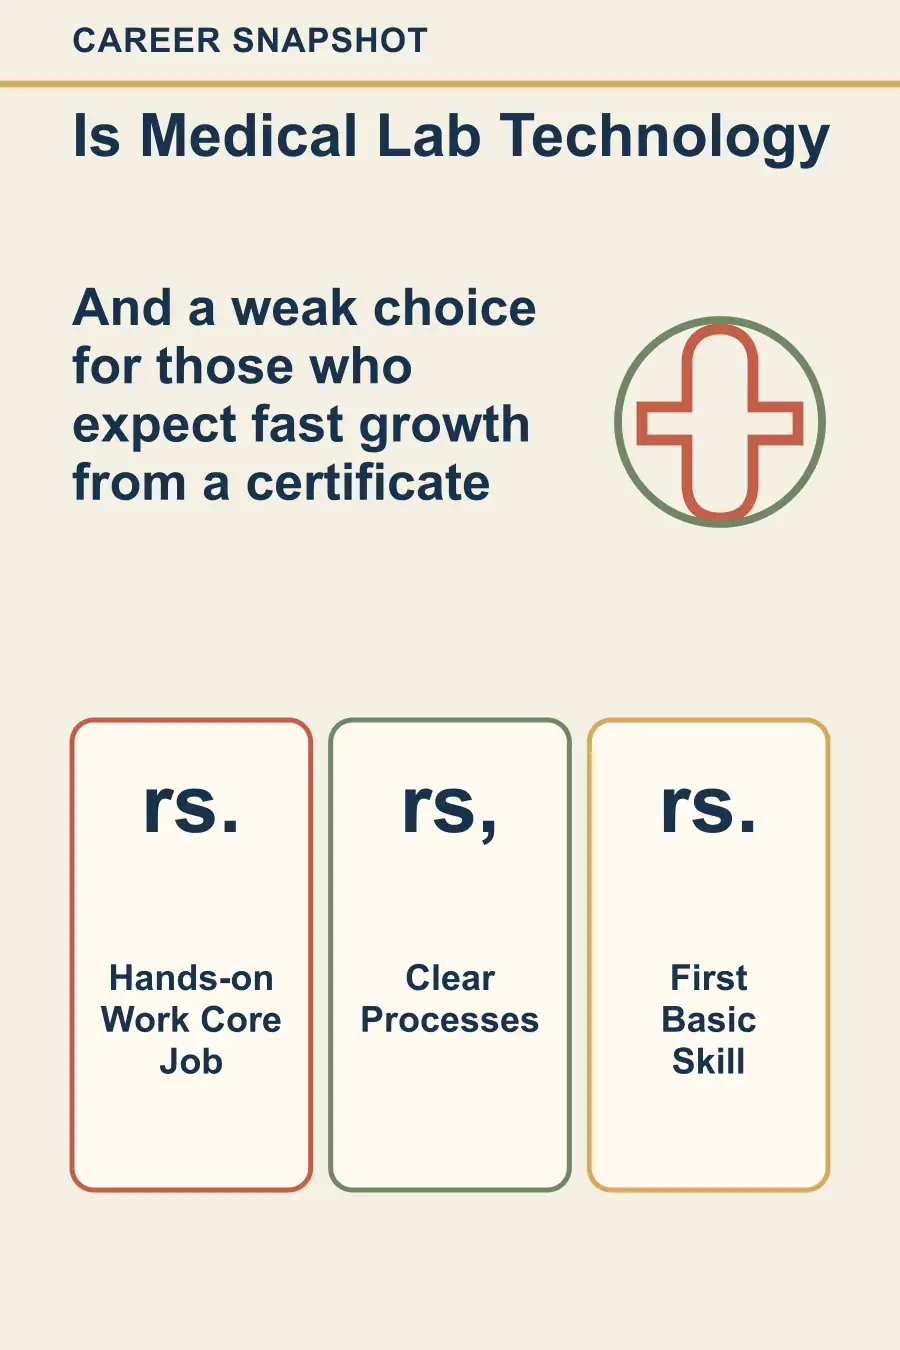 CAREER SNAPSHOT
Is Medical Lab Technology
And a weak choice
for those who
expect fast growth
from a certificate
rs.
Hands-on
Work Core
Job
rs,
Clear
Processes
rs.
First
Basic
Skill